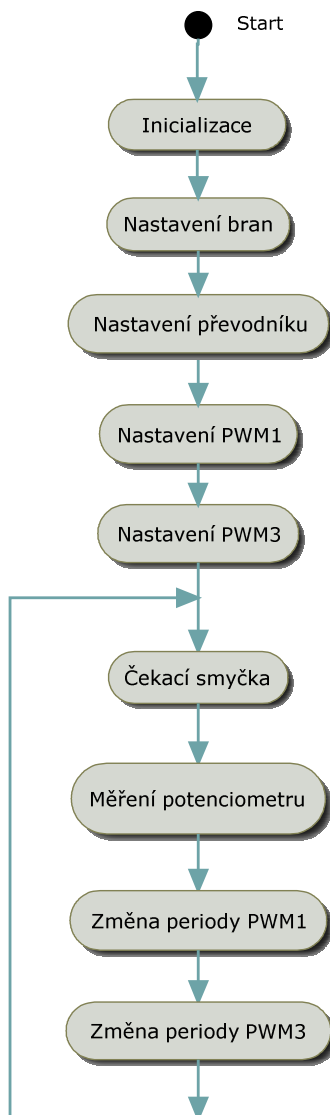 Start
Inicializace
Nastavení bran
Nastavení převodníku
Nastavení PWM1
Nastavení PWM3
Čekací smyčka
Měření potenciometru
Změna periody PWM1
Změna periody PWM3